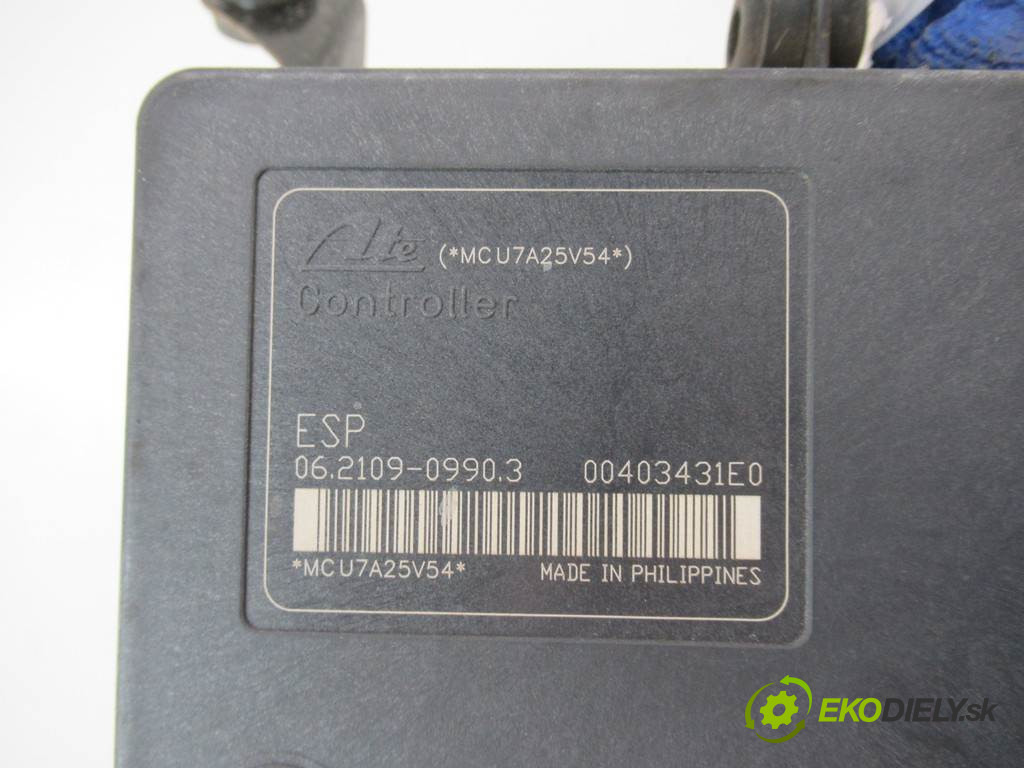 Ate (*MCU7A25V54*)
Controller
ESP
06.2109-0990.3 00403431E0
*MCU7A25V54* MADE IN PHILIPPINES
EKODIELY.sk